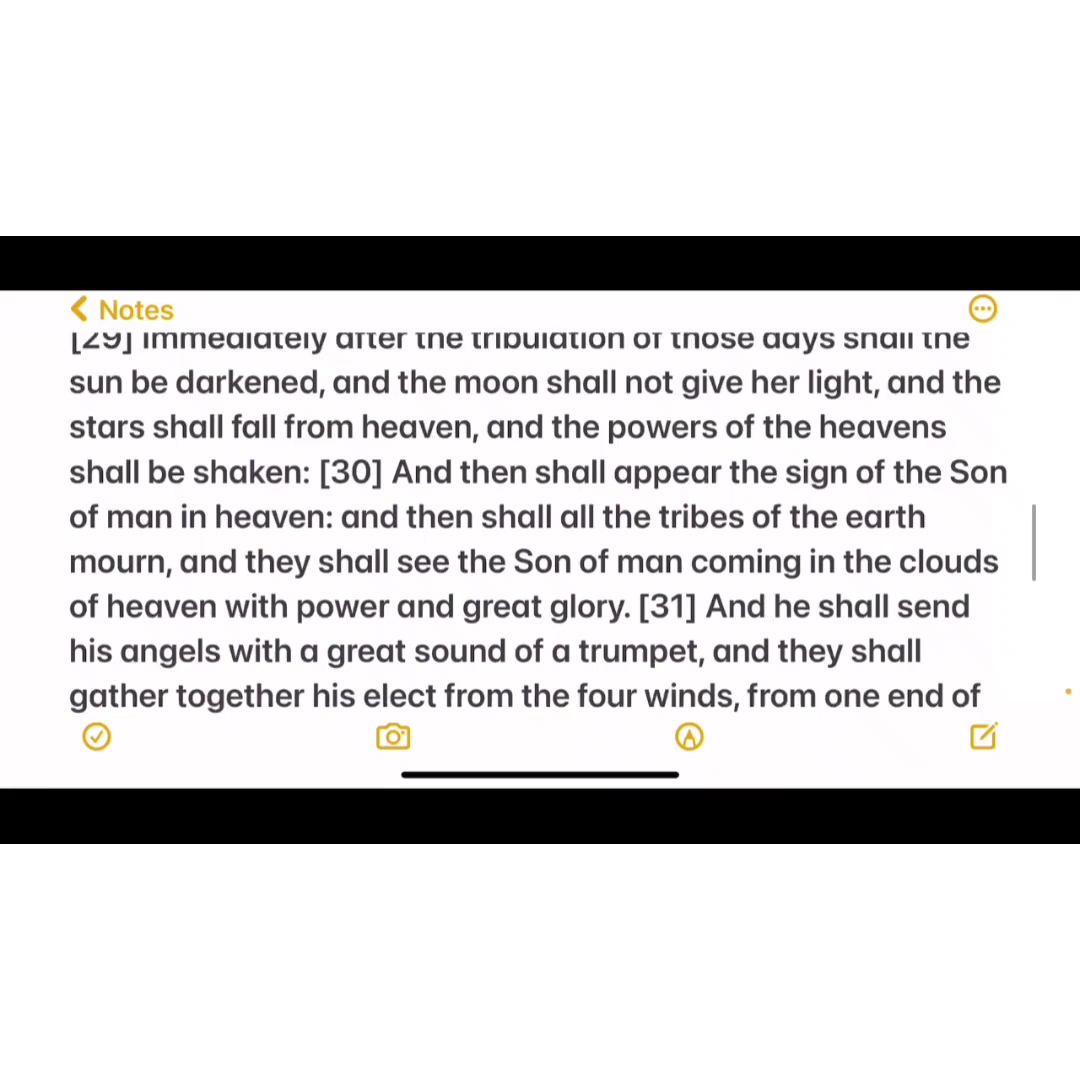 Notes
[29] Immediately after the tribulation of those days shall the
sun be darkened, and the moon shall not give her light, and the
stars shall fall from heaven, and the powers of the heavens
shall be shaken: [30] And then shall appear the sign of the Son
of man in heaven: and then shall all the tribes of the earth
mourn, and they shall see the Son of man coming in the clouds
of heaven with power and great glory. [31] And he shall send
his angels with a great sound of a trumpet, and they shall
gather together his elect from the four winds, from one end of